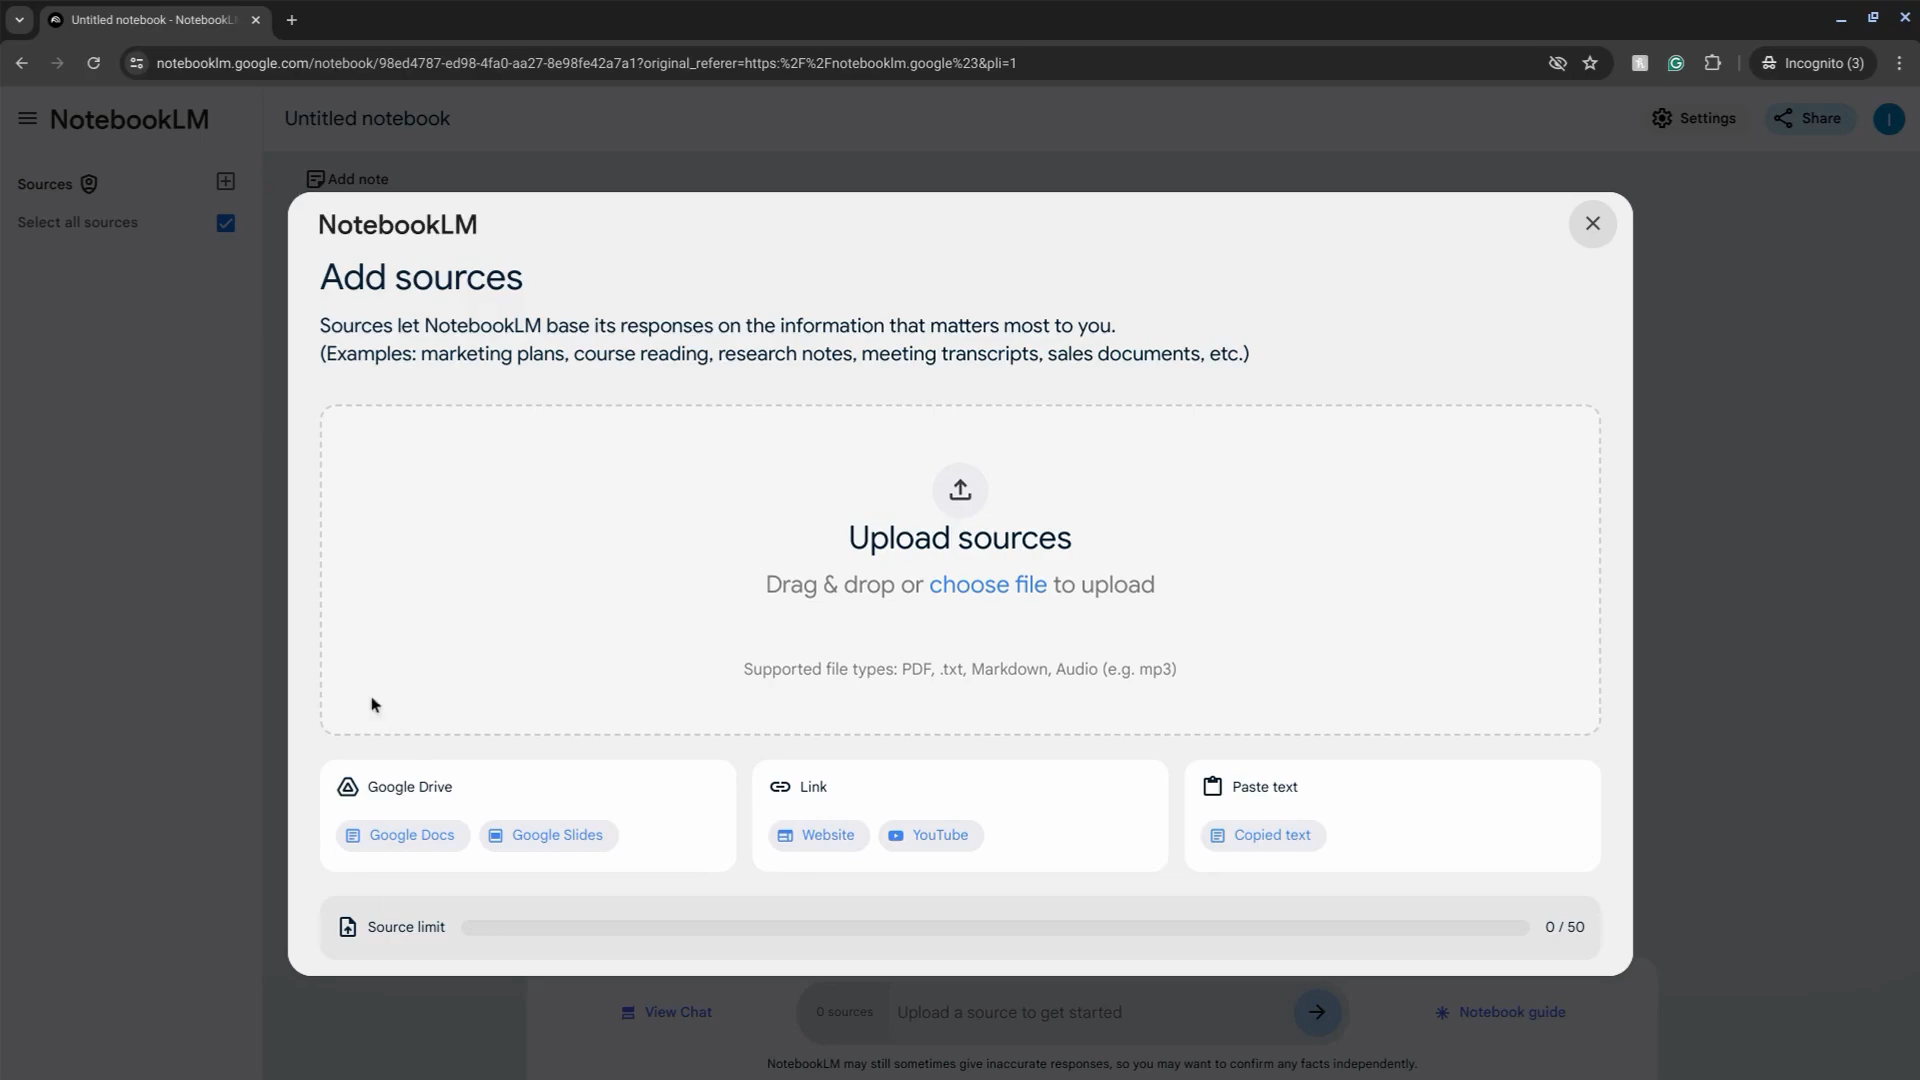 Untitled notebook - NotebookL
notebooklm.google.com/notebook/98ed4787-ed98-4fa0-aa27-8e98fe42a7a1?original_referer=https:%2F%2Fnotebooklm.google%23&pli=1
Incognito (3)
NotebookLM
Untitled notebook
Settings
Share
I
Sources
Select all sources
Add note
NotebookLM
Add sources
Sources let NotebookLM base its responses on the information that matters most to you.
(Examples: marketing plans, course reading, research notes, meeting transcripts, sales documents, etc.)
Upload sources
Drag & drop or choose file to upload
Supported file types: PDF, .txt, Markdown, Audio (e.g. mp3)
Google Drive
Google Docs
Google Slides
Link
Website
YouTube
Paste text
Copied text
Source limit
0 / 50
View Chat
0 sources
Upload a source to get started
Notebook guide
NotebookLM may still sometimes give inaccurate responses, so you may want to confirm any facts independently.